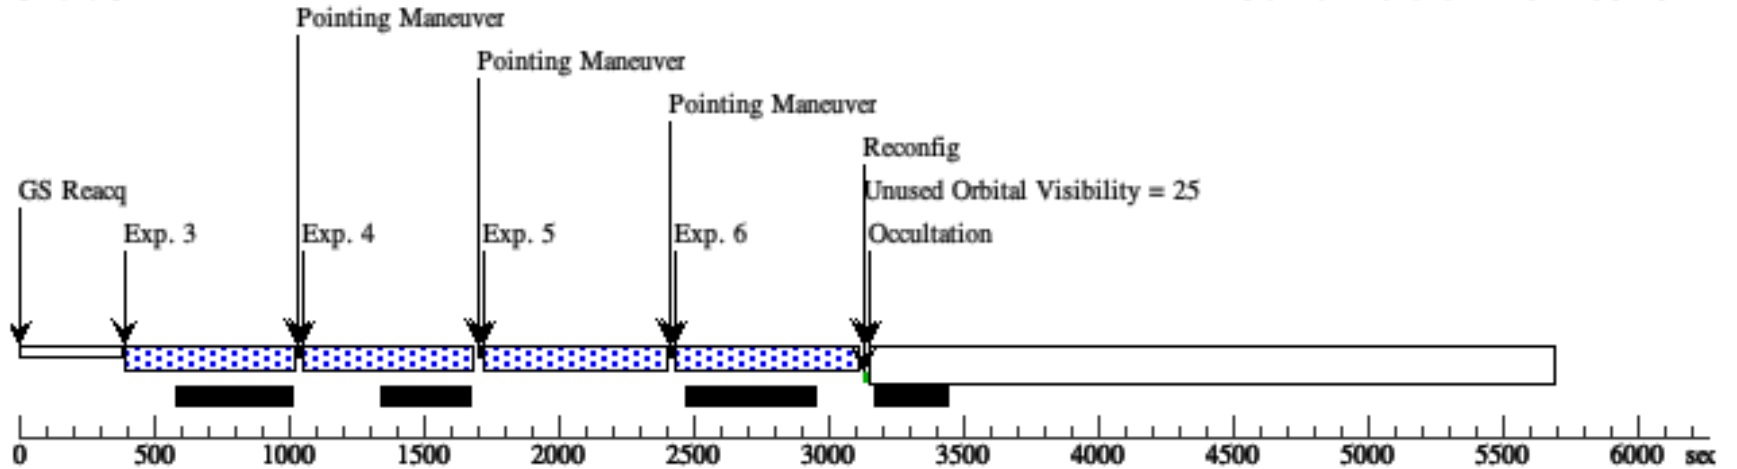 Pointing Maneuver
Pointing Maneuver
Pointing Maneuver
Reconfig
GS Reacq
Unused Orbital Visibility = 25
Exp. 3
Exp. 4
Exp. 5
Exp. 6
Occultation
0 500 1000 1500 2000 2500 3000 3500 4000 4500 5000 5500 6000 sec